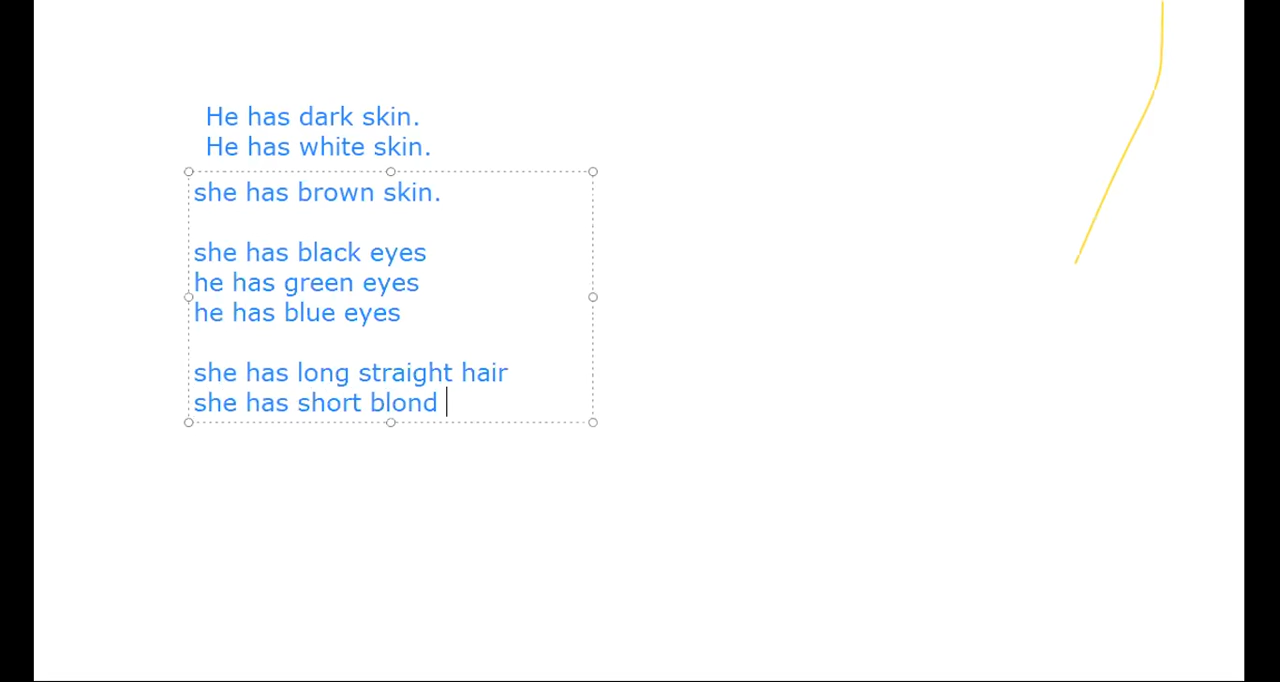 He has dark skin.
He has white skin.
she has brown skin.
she has black eyes
he has green eyes
he has blue eyes
she has long straight hair
she has short blond